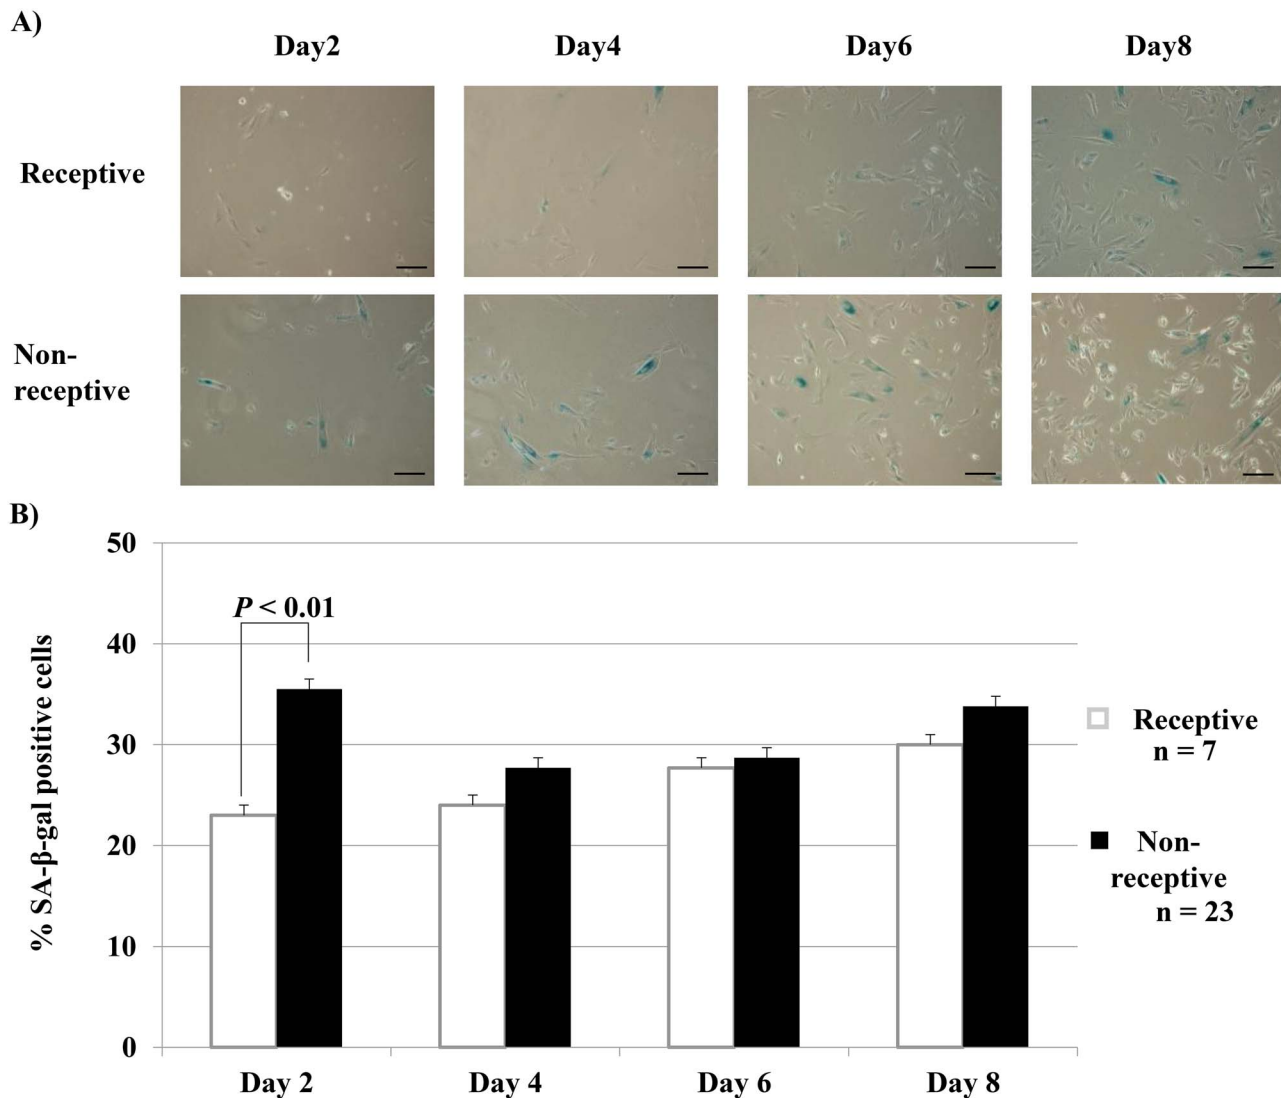 A)
Day2 Day4 Day6 Day8
Receptive
Non-
receptive
B)
50
40
30
20
10
0
% SA-β-gal positive cells
P < 0.01
Receptive
n = 7
Non-
receptive
n = 23
Day 2 Day 4 Day 6 Day 8